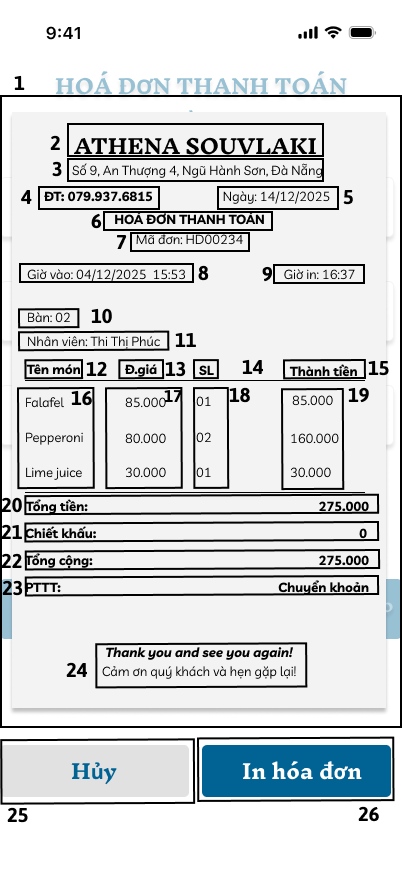 9:41
1 HOÁ ĐƠN THANH TOÁN
2 ATHENA SOUVLAKI
3 Số 9, An Thượng 4, Ngũ Hành Sơn, Đà Nẵng
4 ĐT: 079.937.6815 Ngày: 14/12/2025 5
6 HOÁ ĐƠN THANH TOÁN
7 Mã đơn: HD00234
Giờ vào: 04/12/2025 15:53 8 9 Giờ in: 16:37
Bàn: 02 10
Nhân viên: Thi Thị Phúc 11
Tên món 12 Đ.giá 13 SL 14 Thành tiền 15
Falafel 16 85.000 17 01 18 85.000 19
Pepperoni 80.000 02 160.000
Lime juice 30.000 01 30.000
20 Tổng tiền: 275.000
21 Chiết khấu: 0
22 Tổng cộng: 275.000
23 PTTT: Chuyển khoản
Thank you and see you again!
24 Cảm ơn quý khách và hẹn gặp lại!
Hủy In hóa đơn
25 26